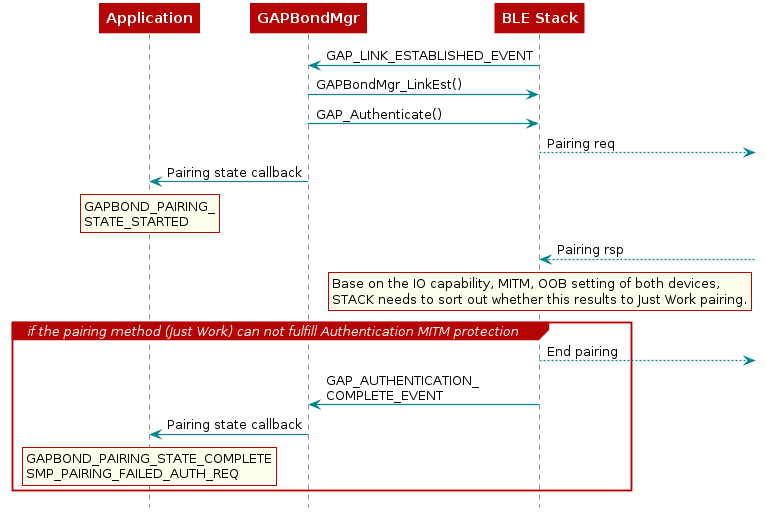 Application
GAPBondMgr
BLE Stack
GAP_LINK_ESTABLISHED_EVENT
GAPBondMgr_LinkEst()
GAP_Authenticate()
Pairing req
Pairing state callback
GAPBOND_PAIRING_
STATE_STARTED
Pairing rsp
Base on the IO capability, MITM, OOB setting of both devices,
STACK needs to sort out whether this results to Just Work pairing.
if the pairing method (Just Work) can not fulfill Authentication MITM protection
End pairing
GAP_AUTHENTICATION_
COMPLETE_EVENT
Pairing state callback
GAPBOND_PAIRING_STATE_COMPLETE
SMP_PAIRING_FAILED_AUTH_REQ